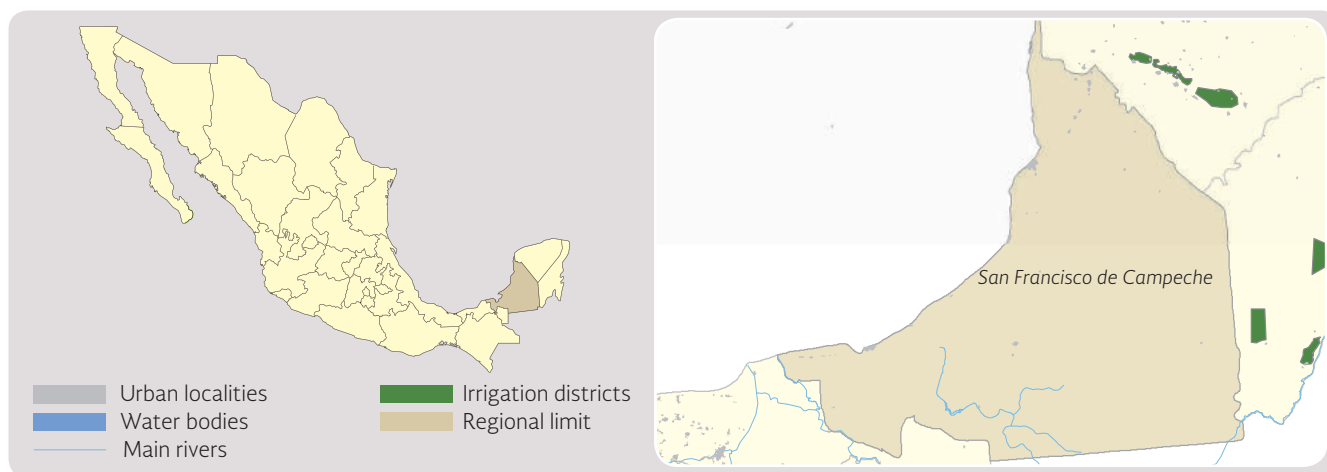 San Francisco de Campeche
Urban localities
Irrigation districts
Water bodies
Regional limit
Main rivers